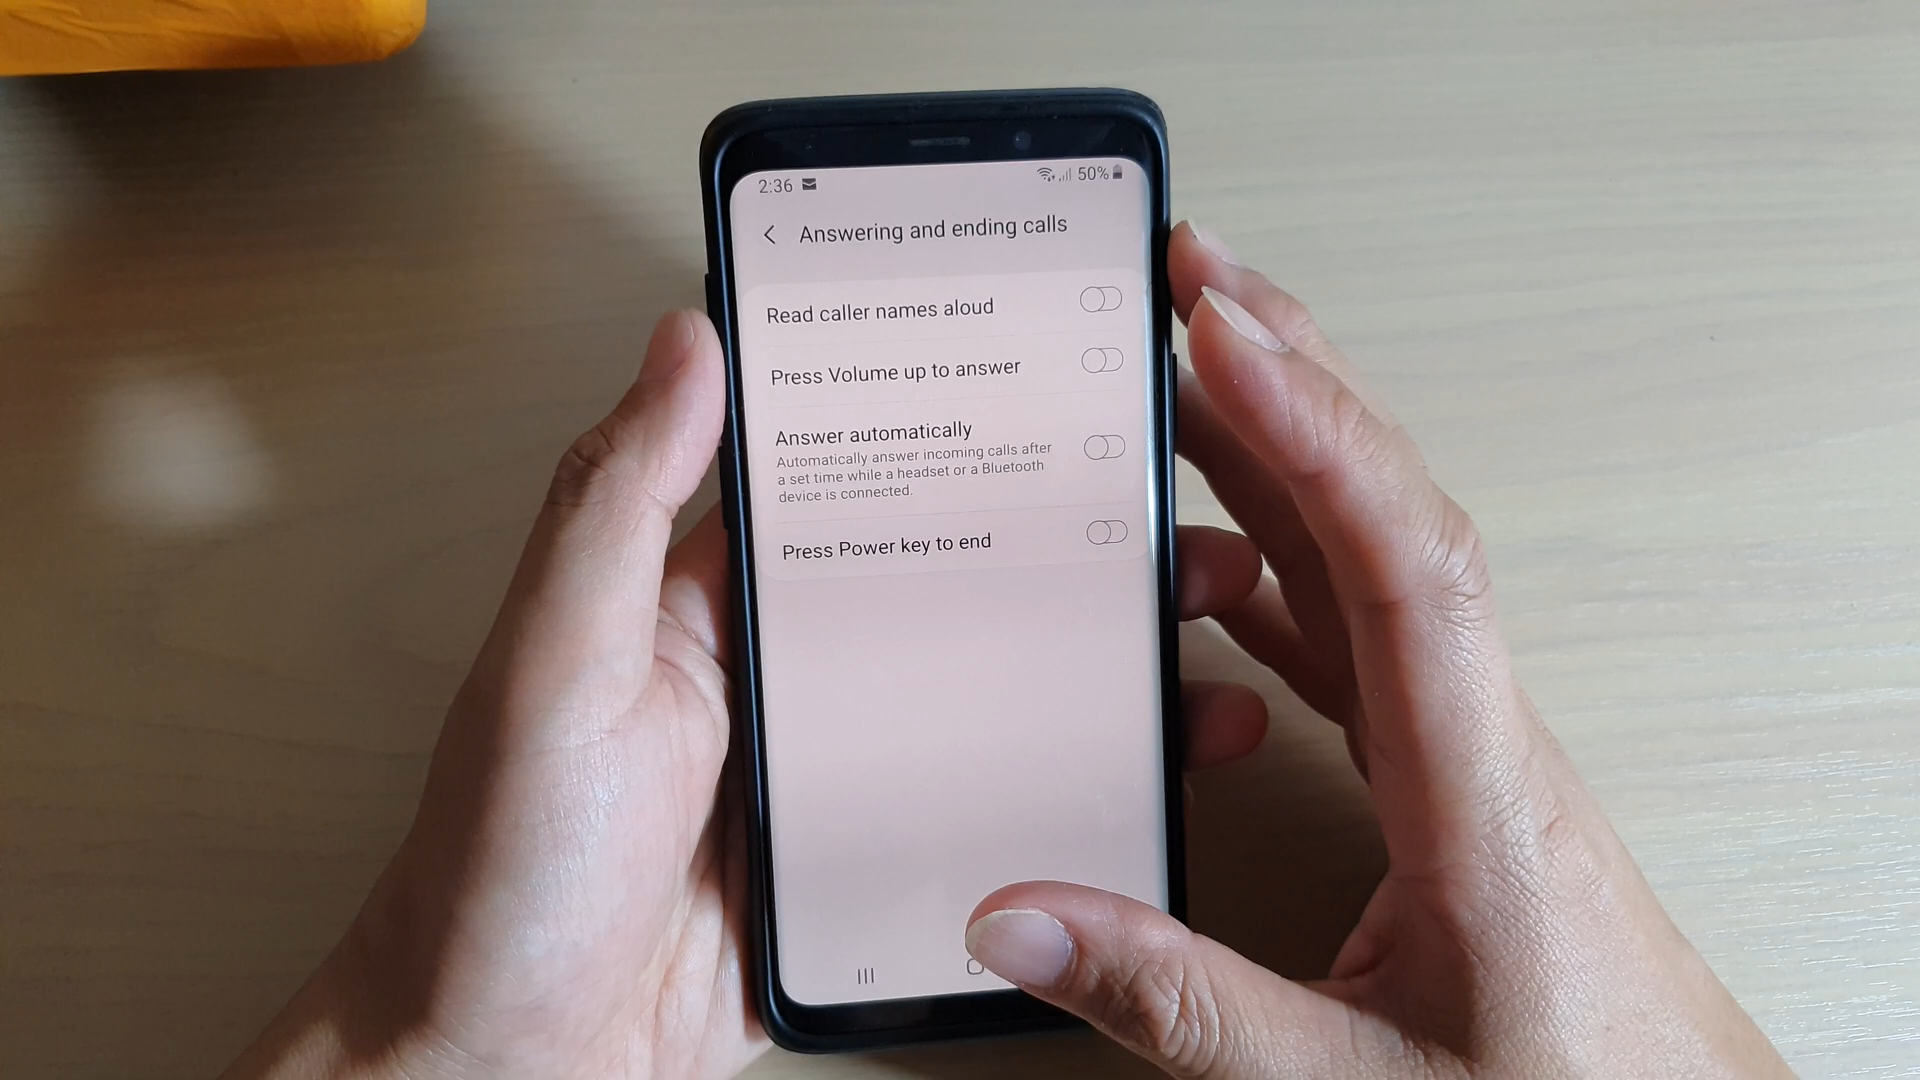 2:36 50%
Answering and ending calls
Read caller names aloud
Press Volume up to answer
Answer automatically
Automatically answer incoming calls after
a set time while a headset or a Bluetooth
device is connected.
Press Power key to end